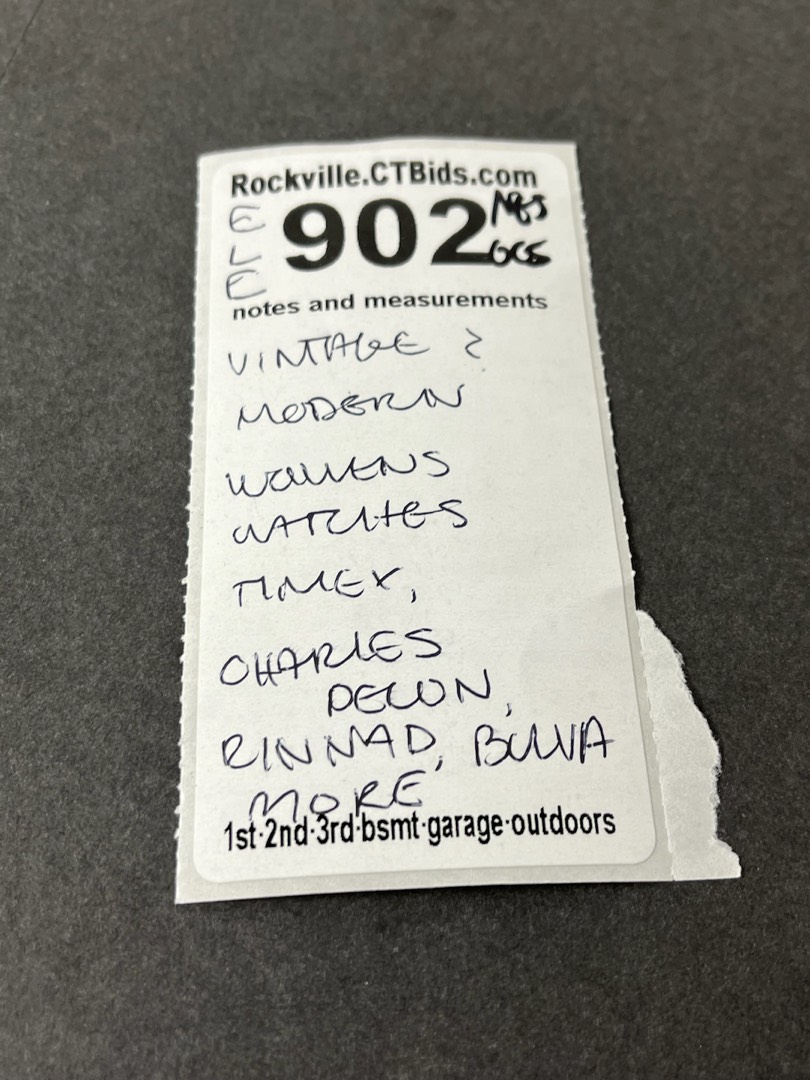 Rockville.CTBids.com
ELE
902
notes and measurements
VINTAGE &
MODERN
WOMENS
WATCHES
TIMEX,
CHARLES
DELON,
RINNAD, BULVA
MORE
1st·2nd·3rd·bsmt·garage·outdoors